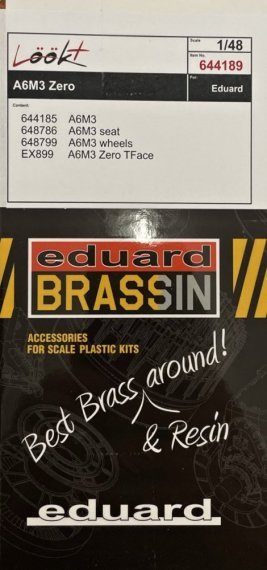 Löökt
Scale
1/48
Item No.
644189
A6M3 Zero
For:
Eduard
Content:
644185 A6M3
648786 A6M3 seat
648799 A6M3 wheels
EX899 A6M3 Zero TFace
eduard
BRASSIN
ACCESSORIES
FOR SCALE PLASTIC KITS
Best Brass around!
& Resin
eduard